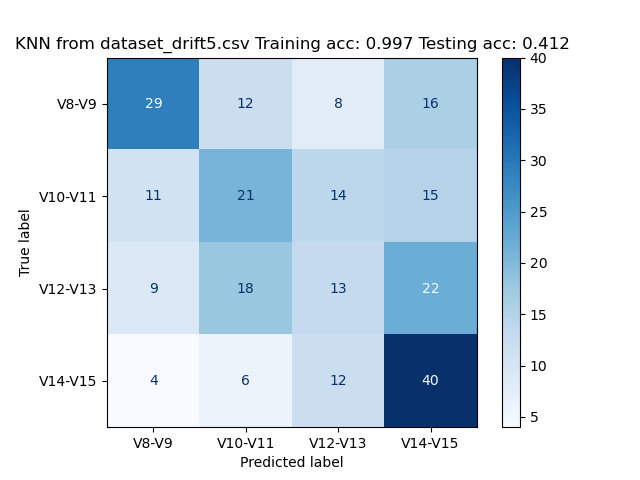 KNN from dataset_drift5.csv Training acc: 0.997 Testing acc: 0.412
True label
V8-V9
29 12 8 16
V10-V11
11 21 14 15
V12-V13
9 18 13 22
V14-V15
4 6 12 40
V8-V9 V10-V11 V12-V13 V14-V15
Predicted label
40
35
30
25
20
15
10
5